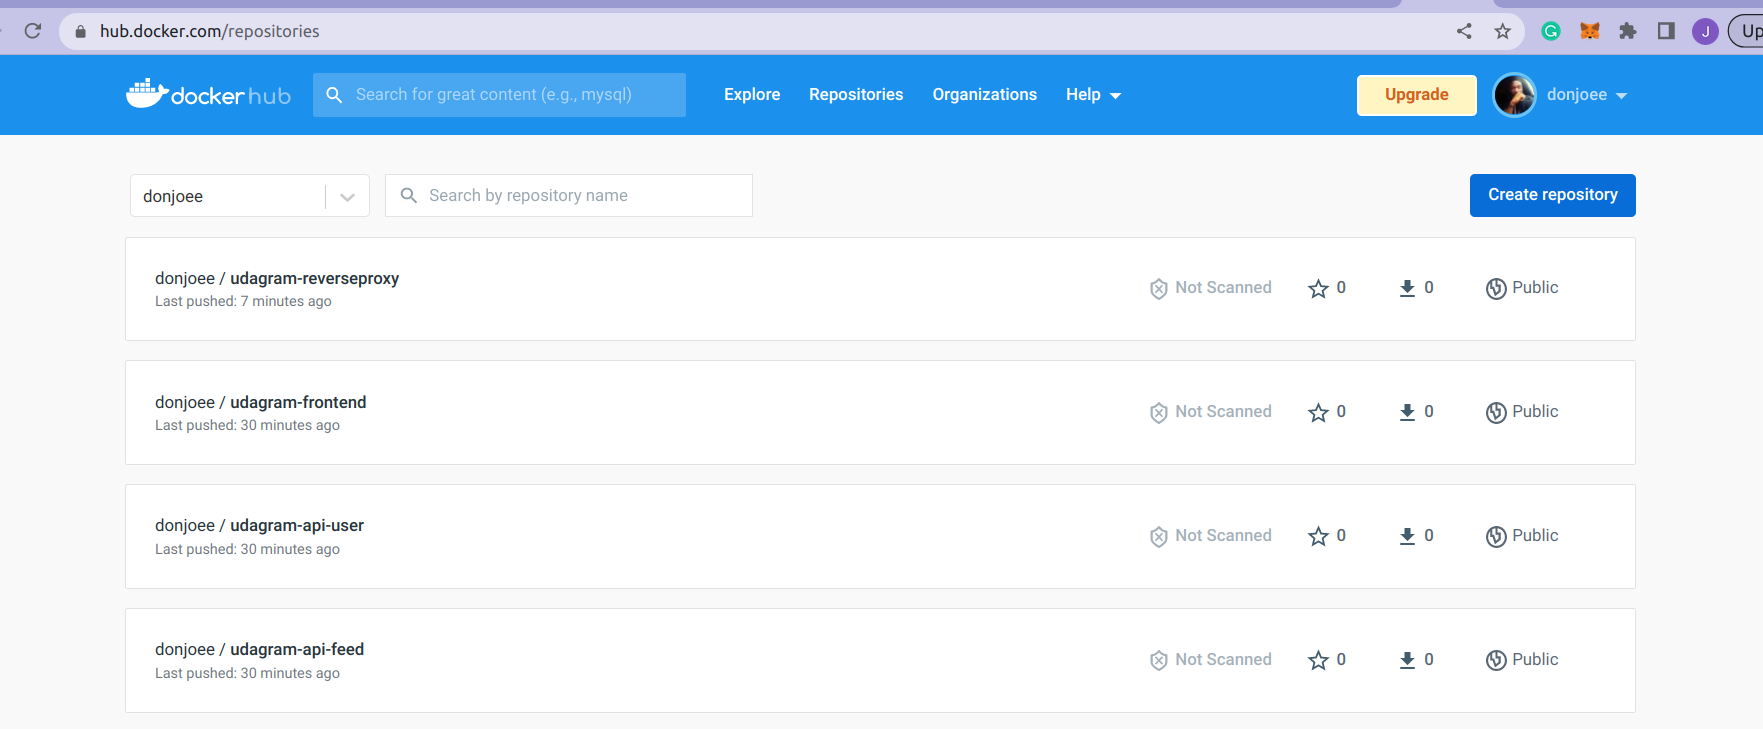 hub.docker.com/repositories
J
Up
docker hub
Search for great content (e.g., mysql)
Explore
Repositories
Organizations
Help
Upgrade
donjoee
donjoee
Search by repository name
Create repository
donjoee / udagram-reverseproxy
Last pushed: 7 minutes ago
Not Scanned
0
0
Public
donjoee / udagram-frontend
Last pushed: 30 minutes ago
Not Scanned
0
0
Public
donjoee / udagram-api-user
Last pushed: 30 minutes ago
Not Scanned
0
0
Public
donjoee / udagram-api-feed
Last pushed: 30 minutes ago
Not Scanned
0
0
Public